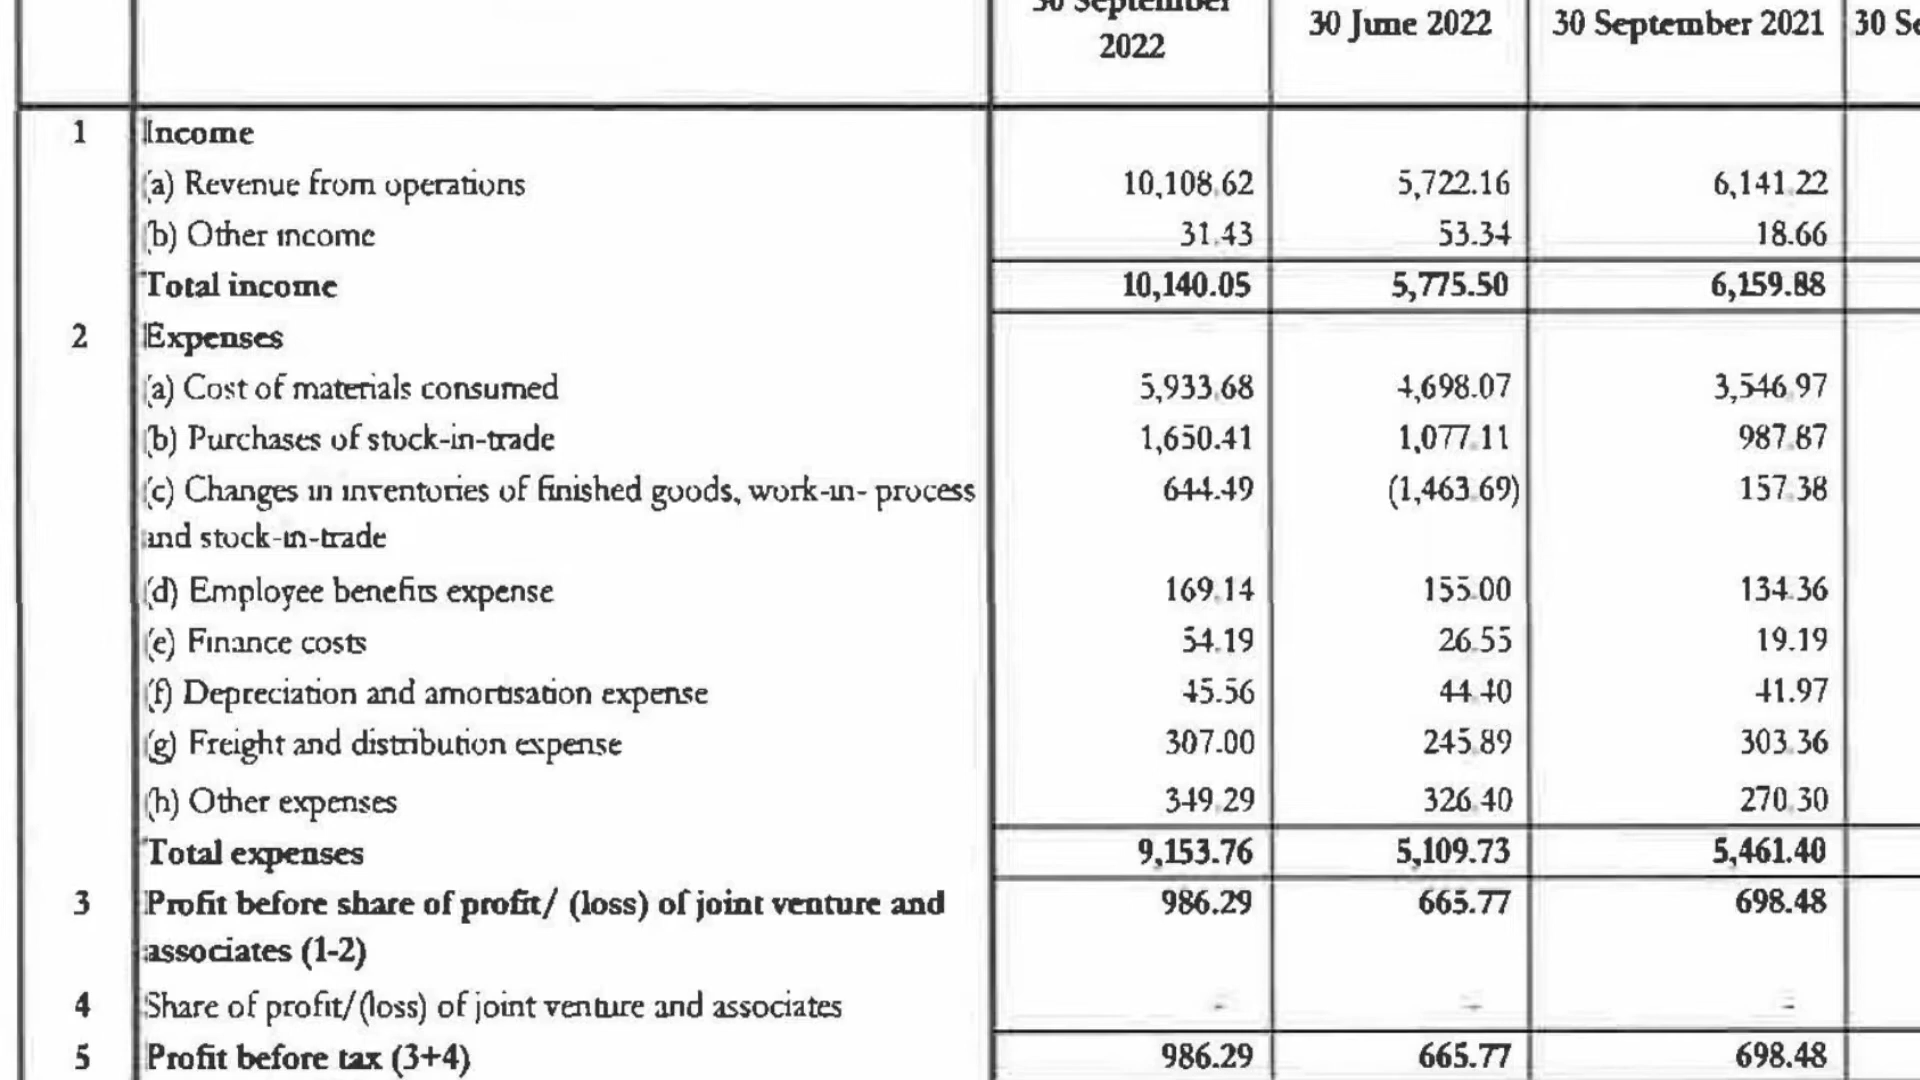 30 September
2022 30 June 2022 30 September 2021 30
1 Income
(a) Revenue from operations 10,108.62 5,722.16 6,141.22
(b) Other income 31.43 53.34 18.66
Total income 10,140.05 5,775.50 6,159.88
2 Expenses
(a) Cost of materials consumed 5,933.68 4,698.07 3,546.97
(b) Purchases of stock-in-trade 1,650.41 1,077.11 987.87
(c) Changes in inventories of finished goods, work-in- process 644.49 (1,463.69) 157.38
and stock-in-trade
(d) Employee benefits expense 169.14 155.00 134.36
(e) Finance costs 54.19 26.55 19.19
(f) Depreciation and amortisation expense 45.56 44.40 41.97
(g) Freight and distribution expense 307.00 245.89 303.36
(h) Other expenses 349.29 326.40 270.30
Total expenses 9,153.76 5,109.73 5,461.40
3 Profit before share of profit/ (loss) of joint venture and 986.29 665.77 698.48
associates (1-2)
4 Share of profit/(loss) of joint venture and associates - - -
5 Profit before tax (3+4) 986.29 665.77 698.48